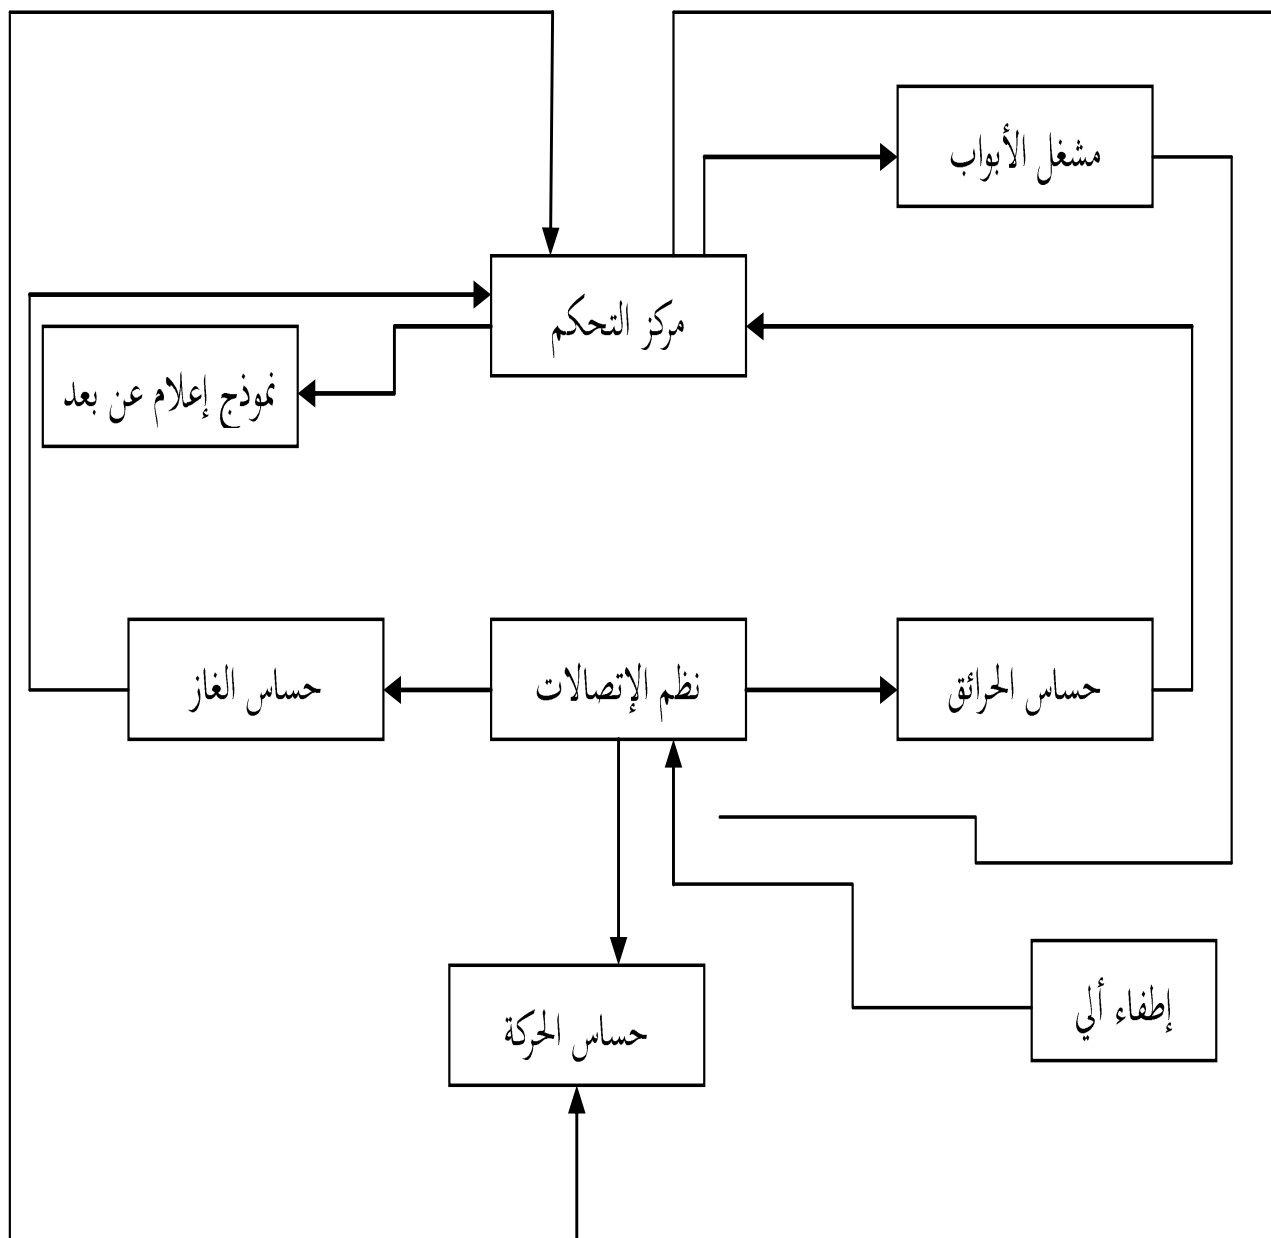 مشغل الأبواب
مركز التحكم
نموذج إعلام عن بعد
حساس الحرائق
نظم الإتصالات
حساس الغاز
إطفاء ألي
حساس الحركة